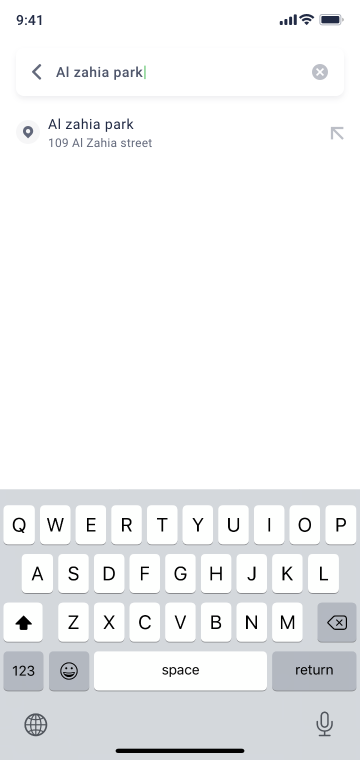 9:41
Al zahia park
Al zahia park
109 Al Zahia street
Q W E R T Y U I O P
A S D F G H J K L
Z X C V B N M
123 space return